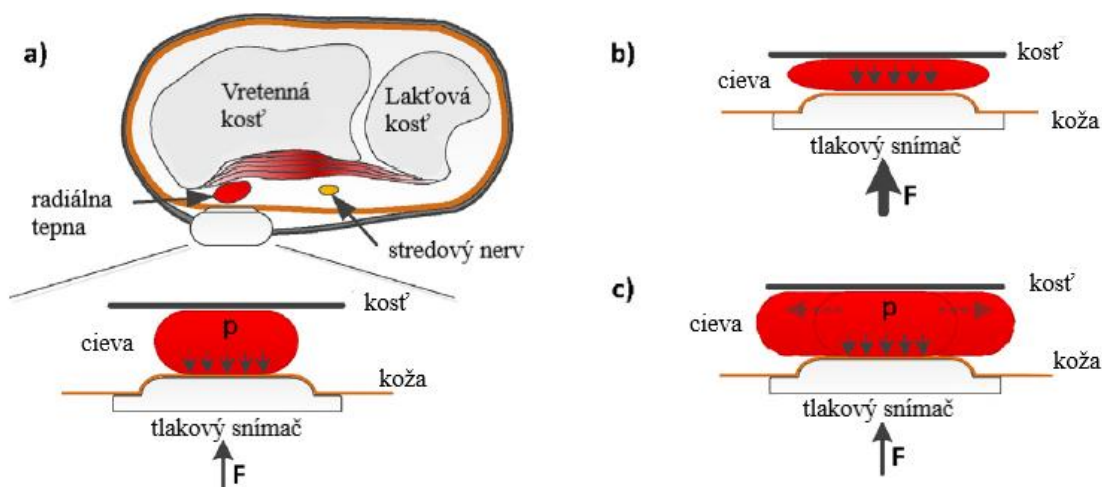 a)
Vretenná
kosť
Lakťová
kosť
radiálna
tepna
stredový nerv
kosť
cieva
p
koža
tlakový snímač
F
b)
kosť
cieva
koža
tlakový snímač
F
c)
kosť
cieva
p
koža
tlakový snímač
F